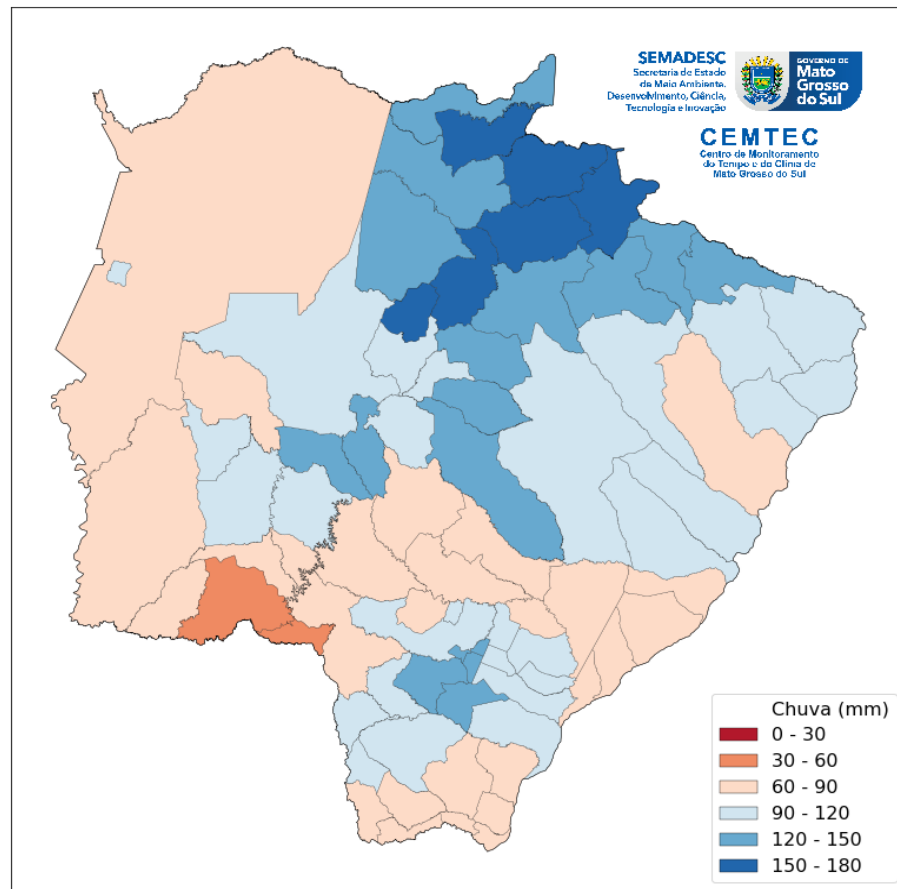 SEMADESC
Secretaria de Estado
de Meio Ambiente,
Desenvolvimento, Ciência,
Tecnologia e Inovação
GOVERNO DE
Mato
Grosso
do Sul
CEMTEC
Centro de Monitoramento
do Tempo e do Clima de
Mato Grosso do Sul
Chuva (mm)
0 - 30
30 - 60
60 - 90
90 - 120
120 - 150
150 - 180